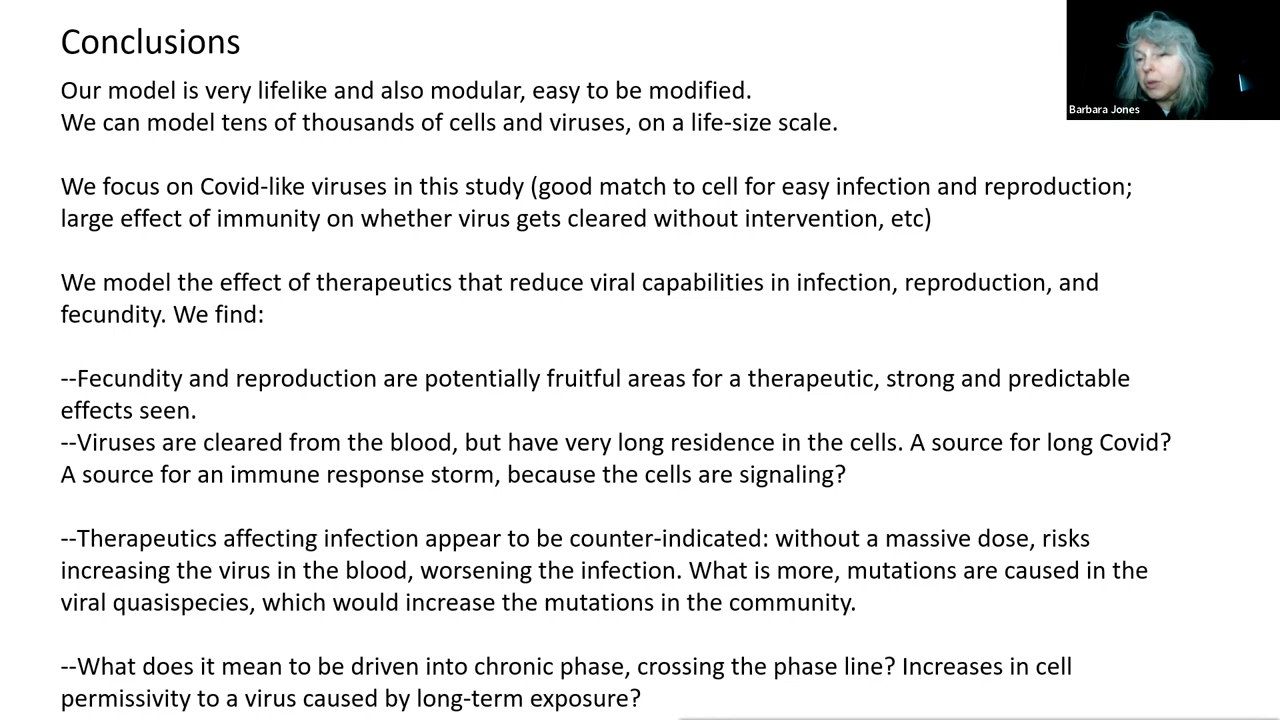 Conclusions
Our model is very lifelike and also modular, easy to be modified.
We can model tens of thousands of cells and viruses, on a life-size scale.
Barbara Jones
We focus on Covid-like viruses in this study (good match to cell for easy infection and reproduction;
large effect of immunity on whether virus gets cleared without intervention, etc)
We model the effect of therapeutics that reduce viral capabilities in infection, reproduction, and
fecundity. We find:
--Fecundity and reproduction are potentially fruitful areas for a therapeutic, strong and predictable
effects seen.
--Viruses are cleared from the blood, but have very long residence in the cells. A source for long Covid?
A source for an immune response storm, because the cells are signaling?
--Therapeutics affecting infection appear to be counter-indicated: without a massive dose, risks
increasing the virus in the blood, worsening the infection. What is more, mutations are caused in the
viral quasispecies, which would increase the mutations in the community.
--What does it mean to be driven into chronic phase, crossing the phase line? Increases in cell
permissivity to a virus caused by long-term exposure?